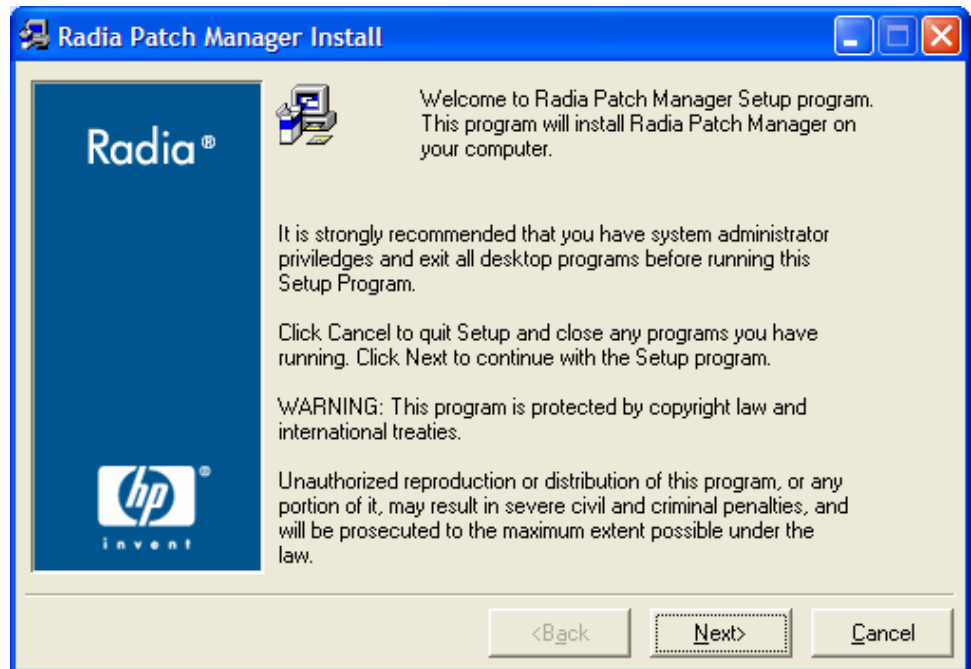 Radia Patch Manager Install
Radia®
Welcome to Radia Patch Manager Setup program.
This program will install Radia Patch Manager on
your computer.
It is strongly recommended that you have system administrator
priviledges and exit all desktop programs before running this
Setup Program.
Click Cancel to quit Setup and close any programs you have
running. Click Next to continue with the Setup program.
WARNING: This program is protected by copyright law and
international treaties.
Unauthorized reproduction or distribution of this program, or any
portion of it, may result in severe civil and criminal penalties, and
will be prosecuted to the maximum extent possible under the
law.
hp®
invent
<Back
Next>
Cancel